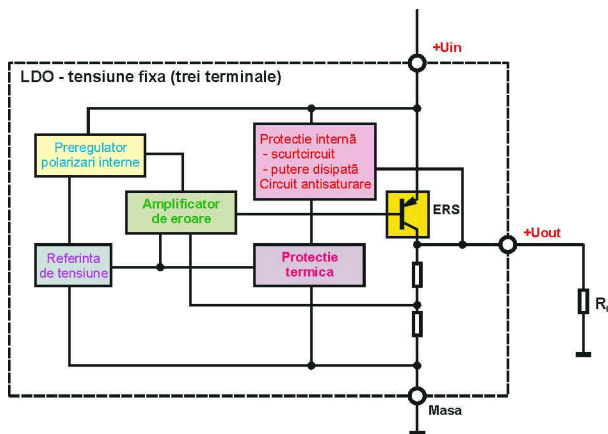 +Uin
LDO - tensiune fixa (trei terminale)
Preregulator
polarizari interne
Protectie internă
- scurtcircuit
- putere disipată
Circuit antisaturare
Amplificator
de eroare
ERS
+Uout
Referinta
de tensiune
Protectie
termica
Masa